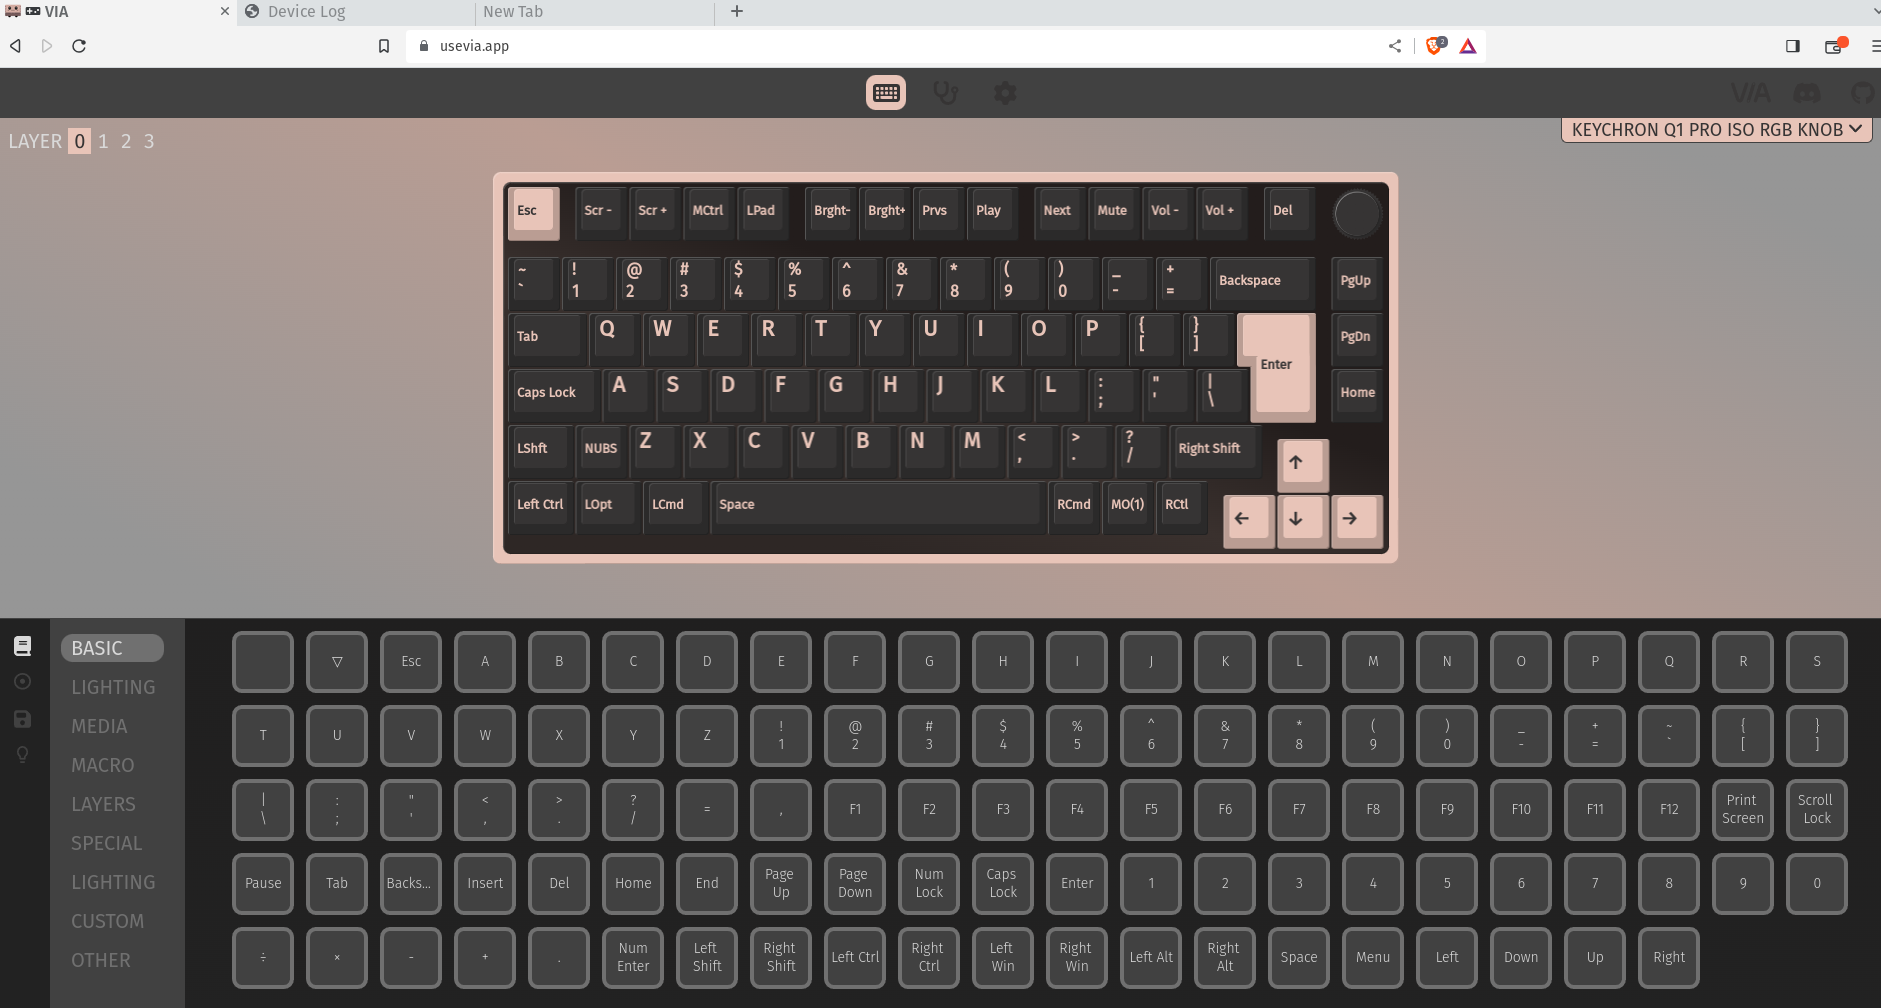 VIA
Device Log
New Tab
usevia.app
2
VIA
LAYER 0 1 2 3
KEYCHRON Q1 PRO ISO RGB KNOB
Esc Scr - Scr + MCtrl LPad Brght- Brght+ Prvs Play Next Mute Vol - Vol + Del
~ ! @ # $ % ^ & * ( ) _ +
` 1 2 3 4 5 6 7 8 9 0 - = Backspace PgUp
Tab Q W E R T Y U I O P { }
[ ] Enter PgDn
Caps Lock A S D F G H J K L : " |
; ' \ Home
LShft NUBS Z X C V B N M < > ?
, . / Right Shift ↑
Left Ctrl LOpt LCmd Space RCmd MO(1) RCtl ← ↓ →
BASIC
LIGHTING
MEDIA
MACRO
LAYERS
SPECIAL
LIGHTING
CUSTOM
OTHER
▽ Esc A B C D E F G H I J K L M N O P Q R S
T U V W X Y Z ! @ # $ % ^ & * ( ) _ + ~ { }
1 2 3 4 5 6 7 8 9 0 - = ` [ ]
| : " < > ? = , F1 F2 F3 F4 F5 F6 F7 F8 F9 F10 F11 F12 Print Scroll
\ ; ' , . / Screen Lock
Pause Tab Backs... Insert Del Home End Page Page Num Caps Enter 1 2 3 4 5 6 7 8 9 0
Up Down Lock Lock
÷ × - + . Num Left Right Left Ctrl Right Left Right Left Alt Right Space Menu Left Down Up Right
Enter Shift Shift Ctrl Win Win Alt